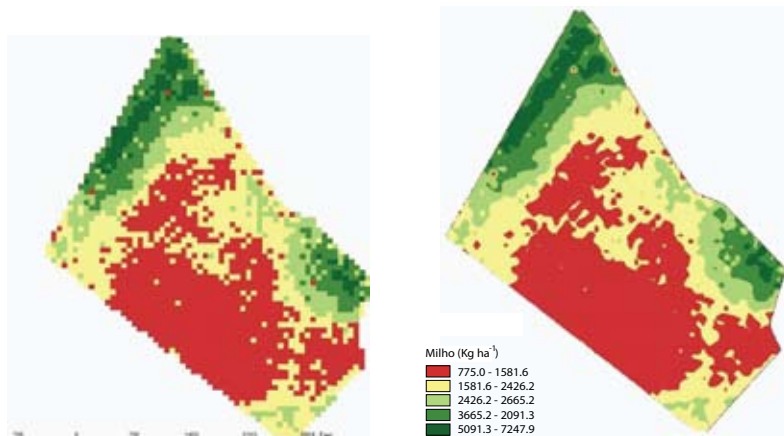 Milho (Kg ha-1)
775.0 - 1581.6
1581.6 - 2426.2
2426.2 - 2665.2
3665.2 - 2091.3
5091.3 - 7247.9